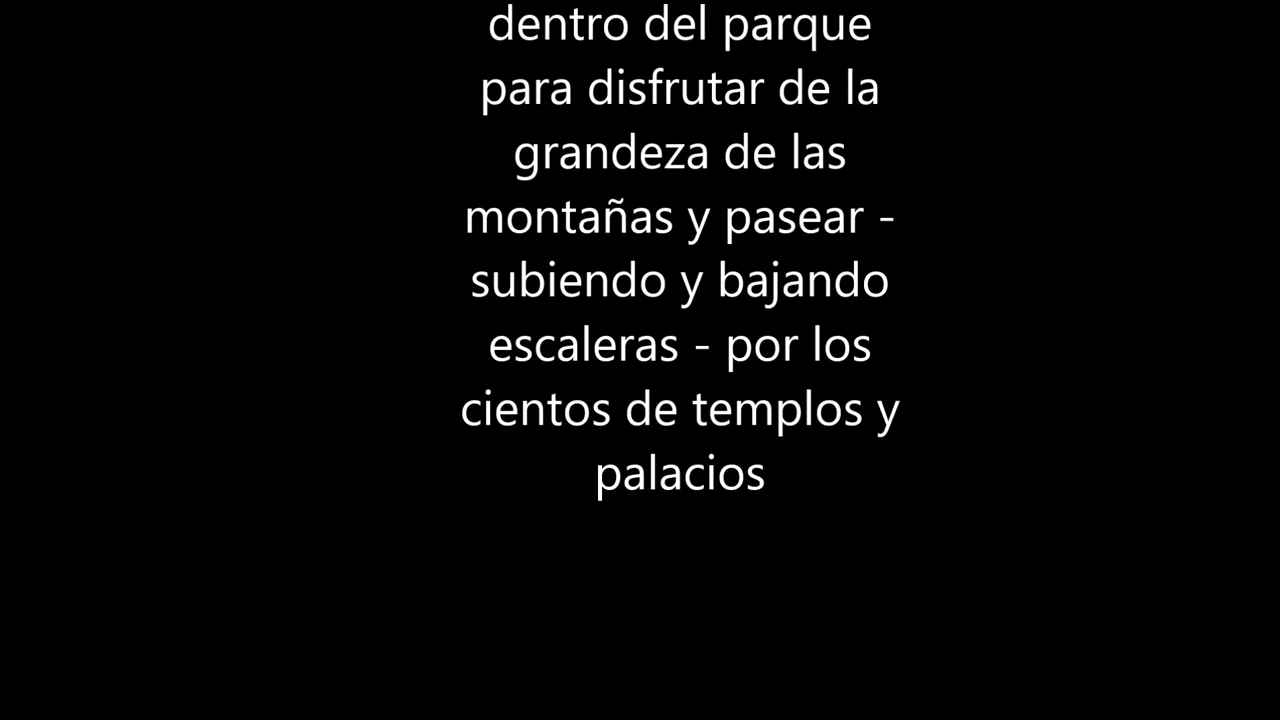 dentro del parque
para disfrutar de la
grandeza de las
montañas y pasear -
subiendo y bajando
escaleras - por los
cientos de templos y
palacios